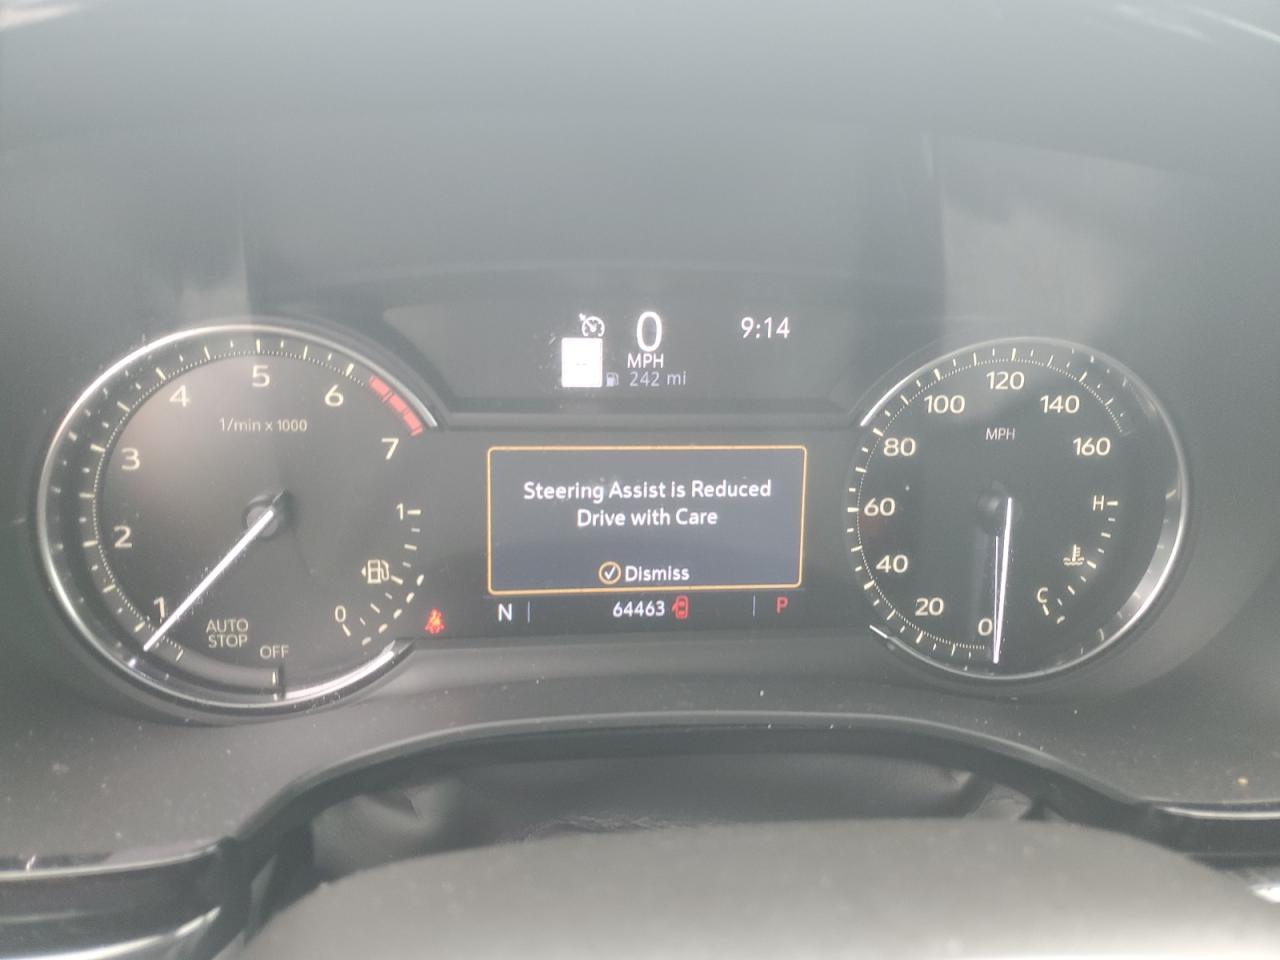 0
9:14
MPH
242 mi
5
4
6
1/min x 1000
3
7
2
1
1
0
AUTO
STOP
OFF
Steering Assist is Reduced
Drive with Care
Dismiss
N
64463
P
120
100
140
MPH
80
160
60
H
40
C
20
0